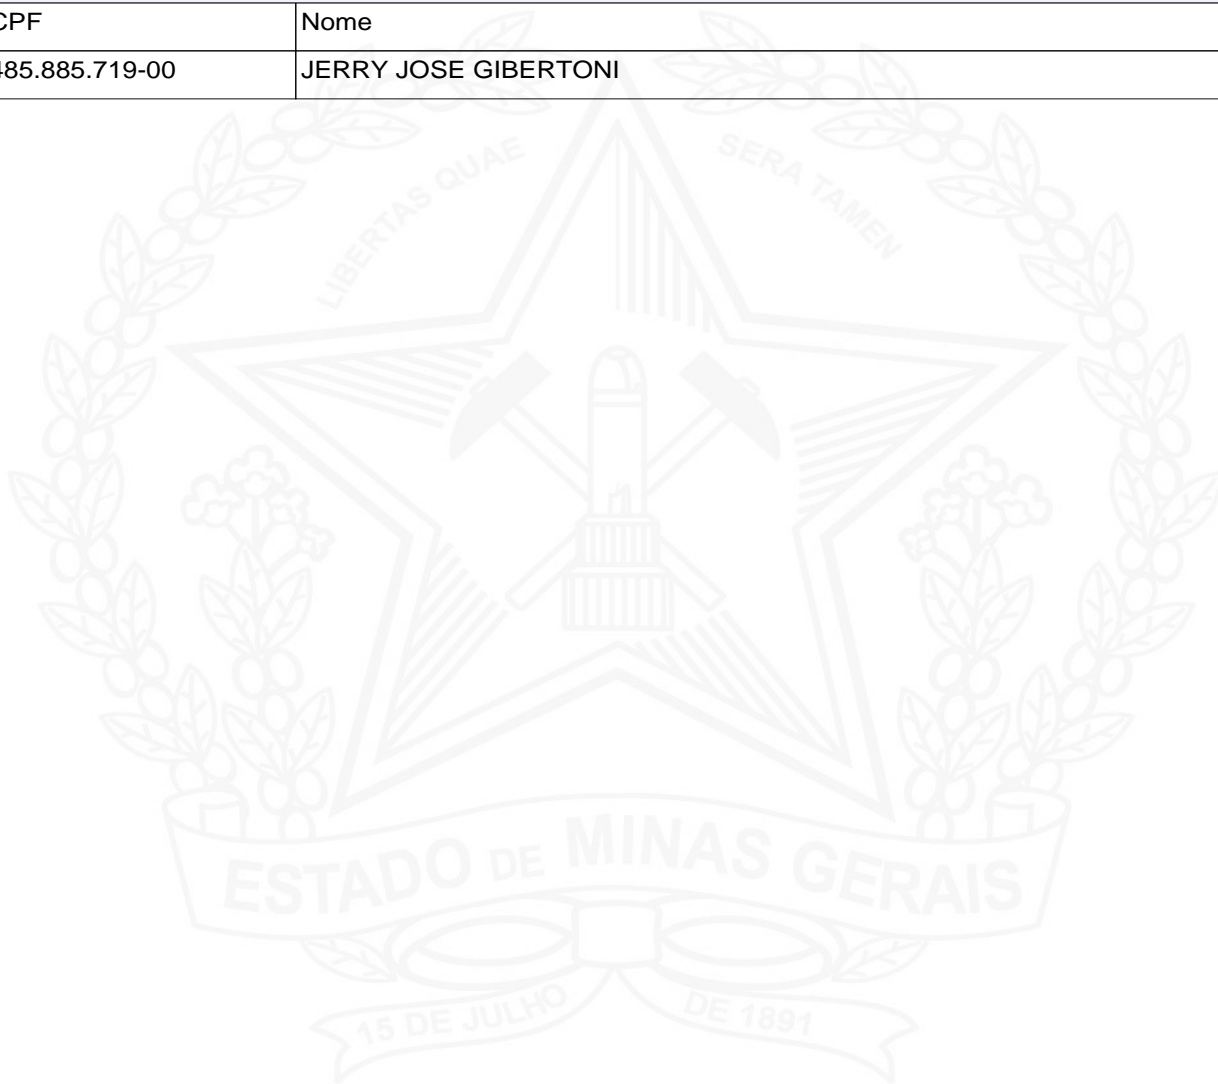 CPF Nome
485.885.719-00 JERRY JOSE GIBERTONI
LIBERTAS QUAE SERA TAMEN
ESTADO DE MINAS GERAIS
15 DE JULHO DE 1891